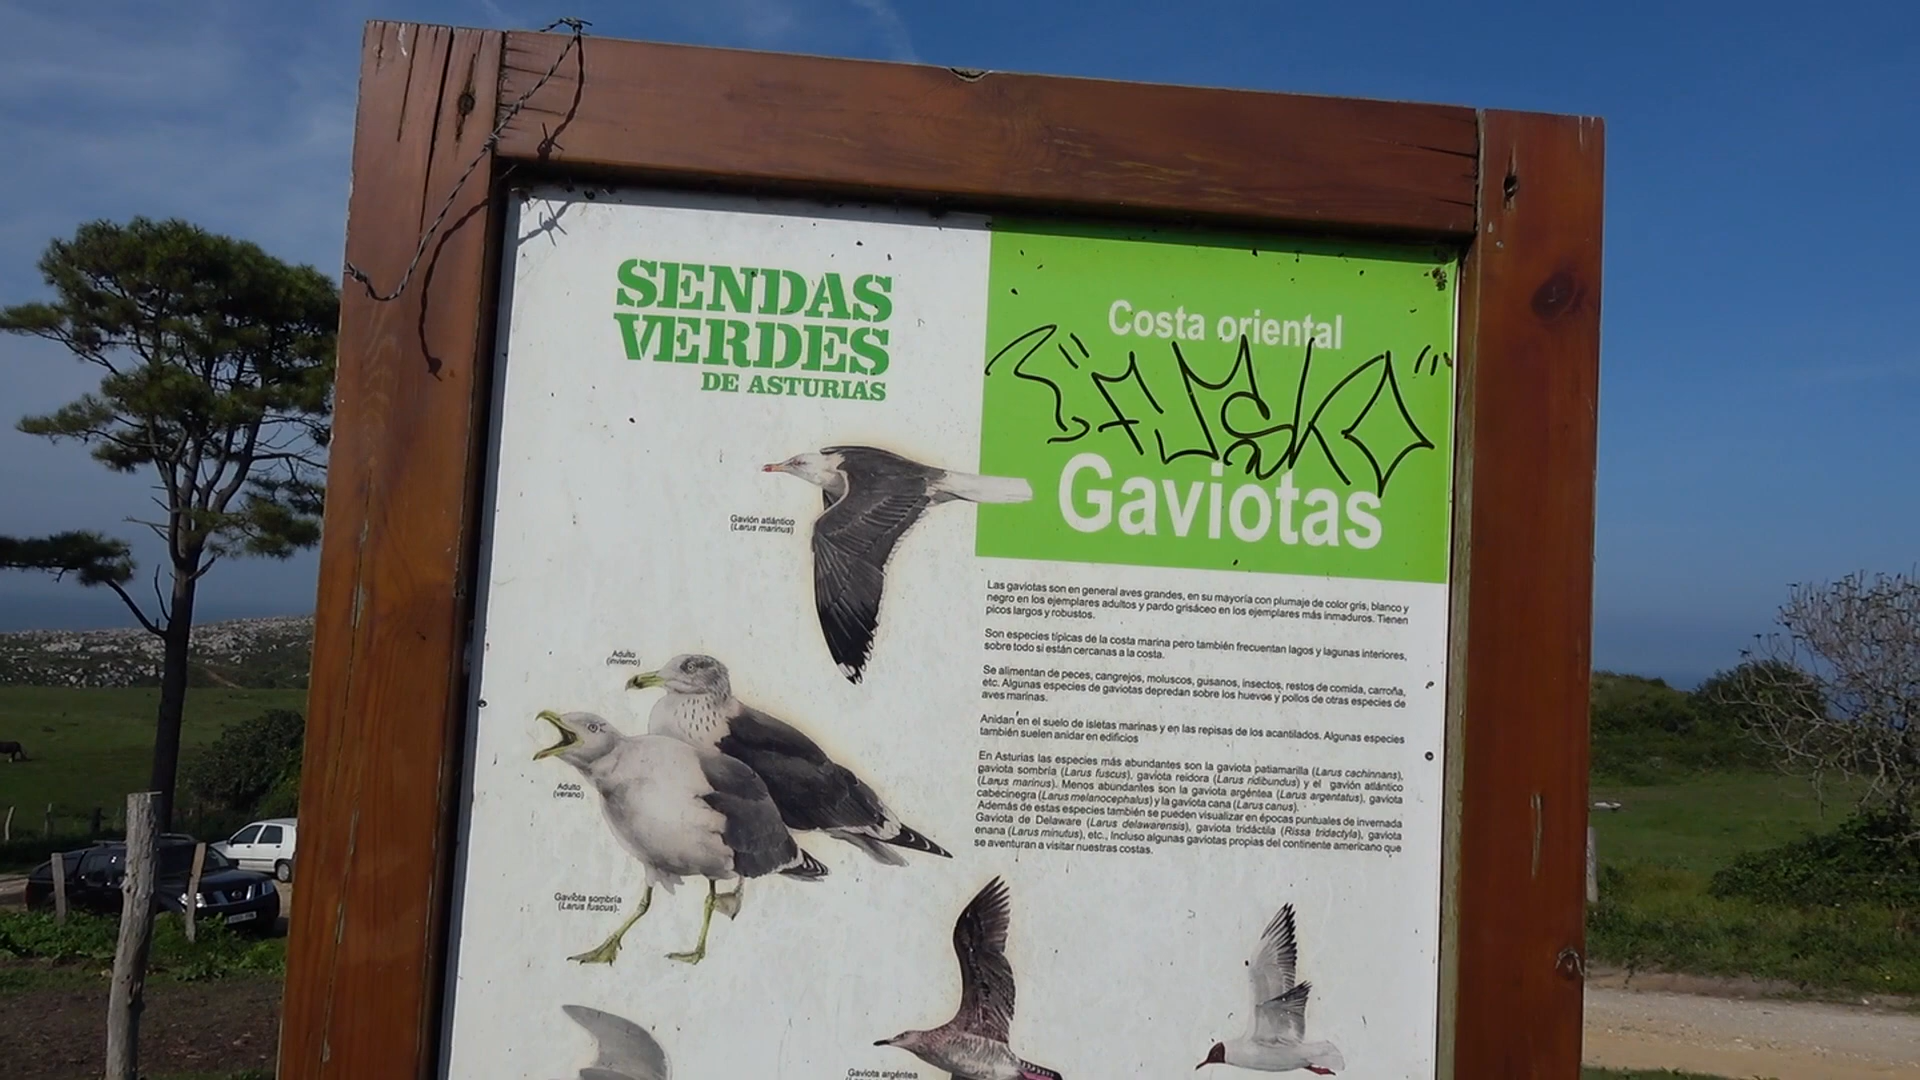 SENDAS
VERDES
DE ASTURIAS
Costa oriental
Gaviotas
Gavión atlántico
(Larus marinus)
Las gaviotas son en general aves grandes, en su mayoría con plumaje de color gris, blanco y
negro en los ejemplares adultos y pardo grisáceo en los ejemplares más inmaduros. Tienen
picos largos y robustos.
Son especies típicas de la costa marina pero también frecuentan lagos y lagunas interiores,
sobre todo si están cercanas a la costa.
Se alimentan de peces, cangrejos, moluscos, gusanos, insectos, restos de comida, carroña,
etc. Algunas especies de gaviotas depredan sobre los huevos y pollos de otras especies de
aves marinas.
Anidan en el suelo de isletas marinas y en las repisas de los acantilados. Algunas especies
también suelen anidar en edificios
En Asturias las especies más abundantes son la gaviota patiamarilla (Larus cachinnans),
gaviota sombría (Larus fuscus), gaviota reidora (Larus ridibundus) y el gavión atlántico
(Larus marinus). Menos abundantes son la gaviota argéntea (Larus argentatus), gaviota
cabecinegra (Larus melanocephalus) y la gaviota cana (Larus canus).
Además de estas especies también se pueden visualizar en épocas puntuales de invernada
Gaviota de Delaware (Larus delawarensis), gaviota tridáctila (Rissa tridactyla), gaviota
enana (Larus minutus), etc., Incluso algunas gaviotas propias del continente americano que
se aventuran a visitar nuestras costas.
Adulto
(invierno)
Adulto
(verano)
Gaviota sombría
(Larus fuscus).
Gaviota argéntea